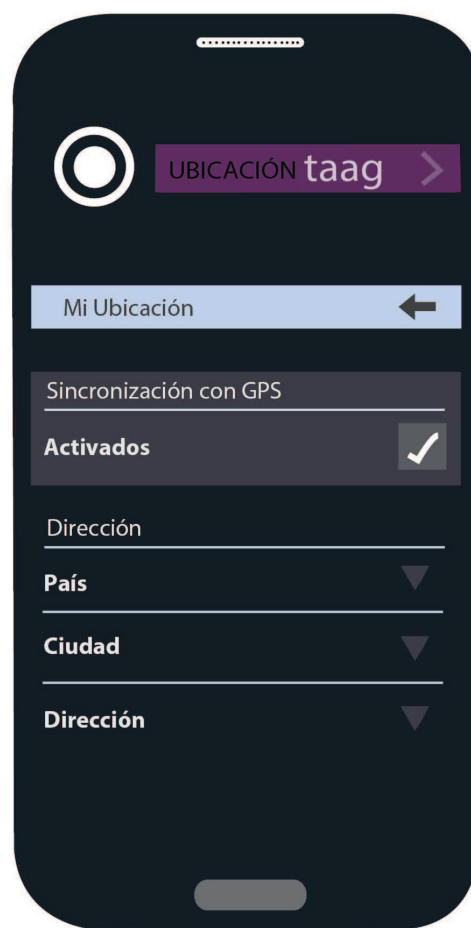 UBICACIÓN taag
Mi Ubicación
Sincronización con GPS
Activados
Dirección
País
Ciudad
Dirección